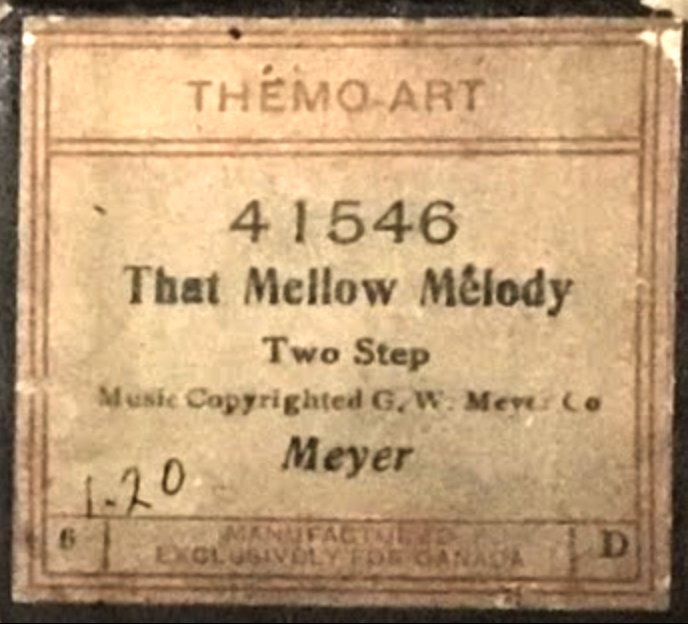 THÉMO-ART
41546
That Mellow Mélody
Two Step
Music Copyrighted G. W. Meyer Co
Meyer
1-20
6
MANUFACTURED
EXCLUSIVELY FOR CANADA
D